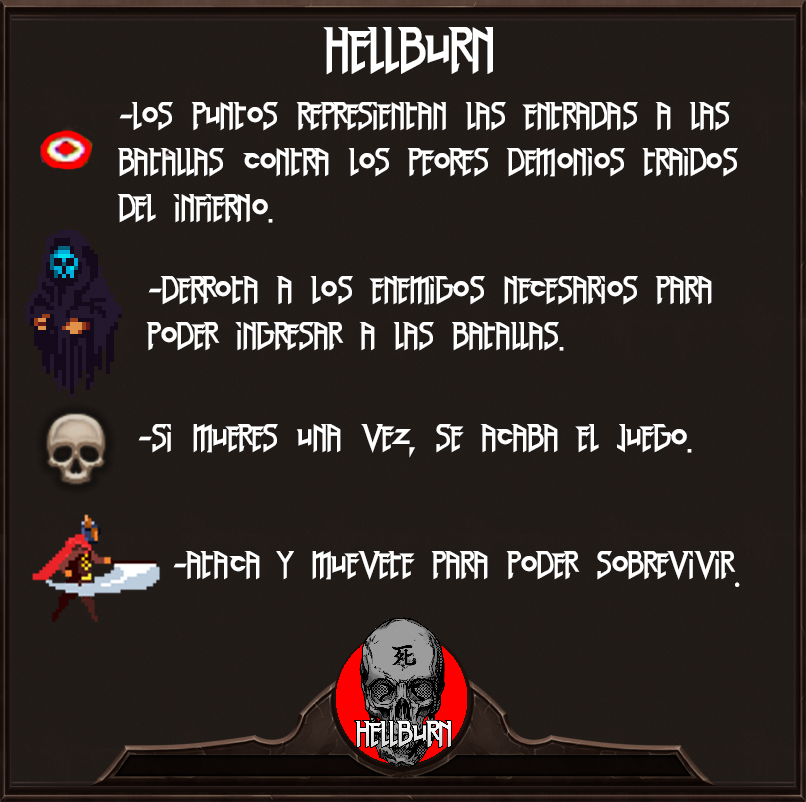 HELLBURN
-LOS PUNTOS REPRESIENTAN LAS ENTRADAS A LAS
BATALLAS CONTRA LOS PEORES DEMONIOS TRAIDOS
DEL INFIERNO.
-DERROTA A LOS ENEMIGOS NECESARIOS PARA
PODER INGRESAR A LAS BATALLAS.
-SI MUERES UNA VEZ, SE ACABA EL JUEGO.
-ATACA Y MUEVETE PARA PODER SOBREVIVIR.
死
HELLBURN